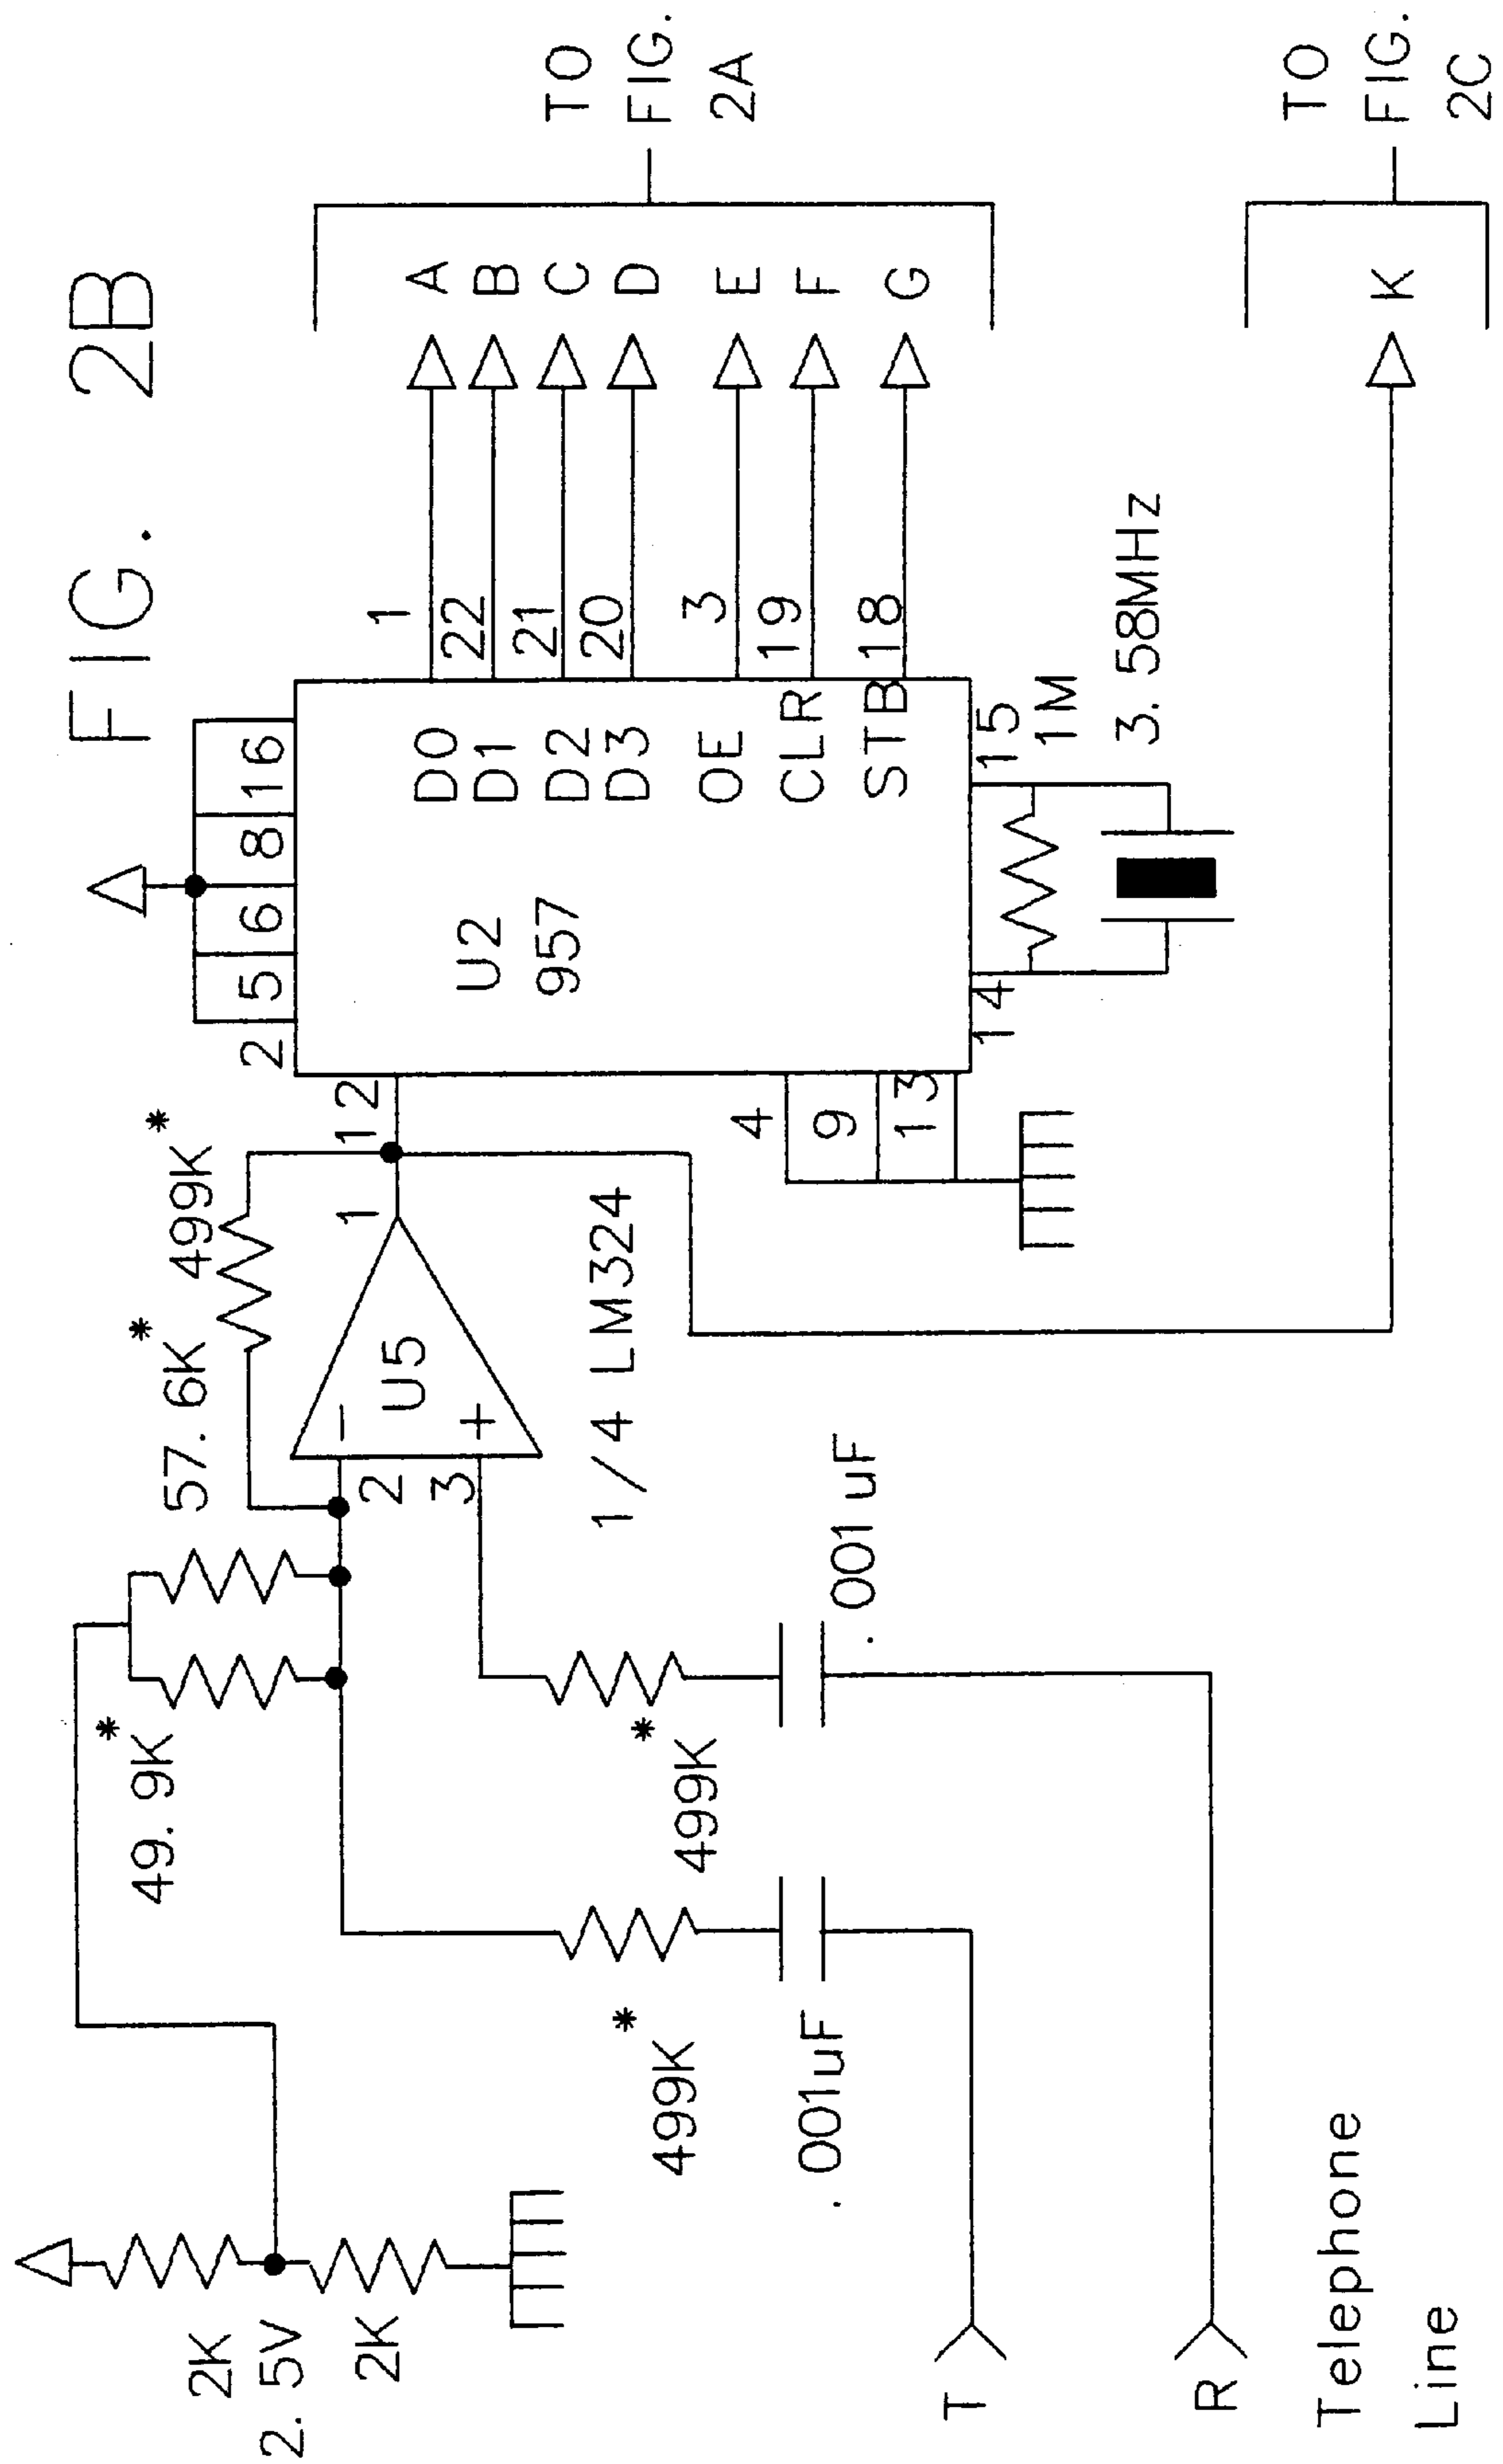 FIG. 2B
2K
2.5V
2K
49.9K*
57.6K*
499K*
2
3
-
+
U5
1
1/4 LM324
499K*
.001uF
499K*
.001uF
T
R
Telephone
Line
12
2
5
6
8
16
U2
957
D0
D1
D2
D3
OE
CLR
STB
1
22
21
20
3
19
18
4
9
13
14
15
1M
3.58MHz
A
B
C
D
E
F
G
TO
FIG.
2A
K
TO
FIG.
2C